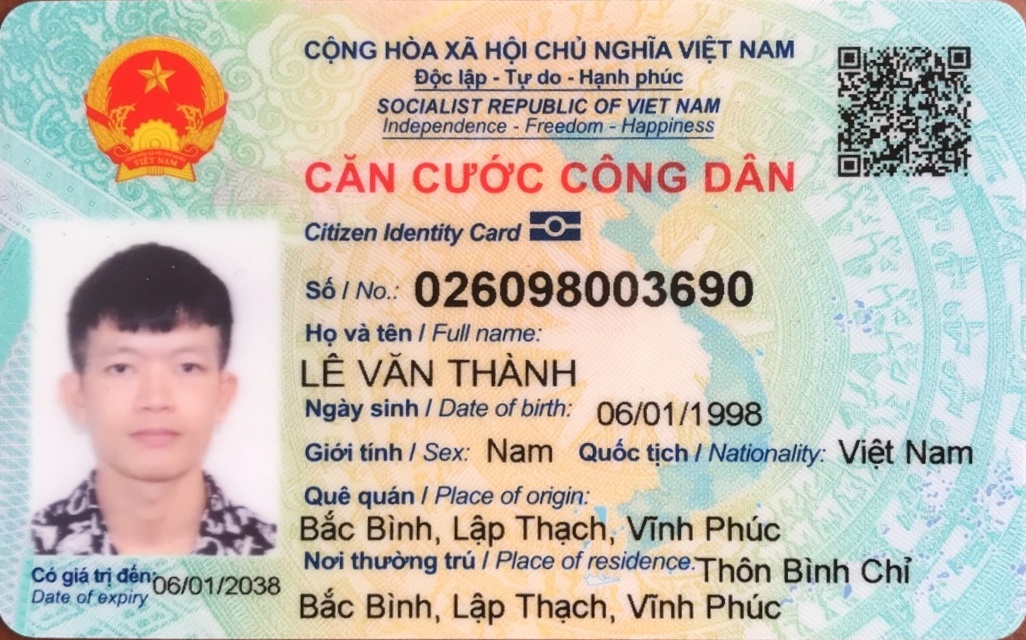 CỘNG HÒA XÃ HỘI CHỦ NGHĨA VIỆT NAM
Độc lập - Tự do - Hạnh phúc
SOCIALIST REPUBLIC OF VIET NAM
Independence - Freedom - Happiness
VIỆT NAM
CĂN CƯỚC CÔNG DÂN
Citizen Identity Card
Số / No.: 026098003690
Họ và tên / Full name:
LÊ VĂN THÀNH
Ngày sinh / Date of birth: 06/01/1998
Giới tính / Sex: Nam Quốc tịch / Nationality: Việt Nam
Quê quán / Place of origin:
Bắc Bình, Lập Thạch, Vĩnh Phúc
Nơi thường trú / Place of residence: Thôn Bình Chỉ
Bắc Bình, Lập Thạch, Vĩnh Phúc
Có giá trị đến: 06/01/2038
Date of expiry